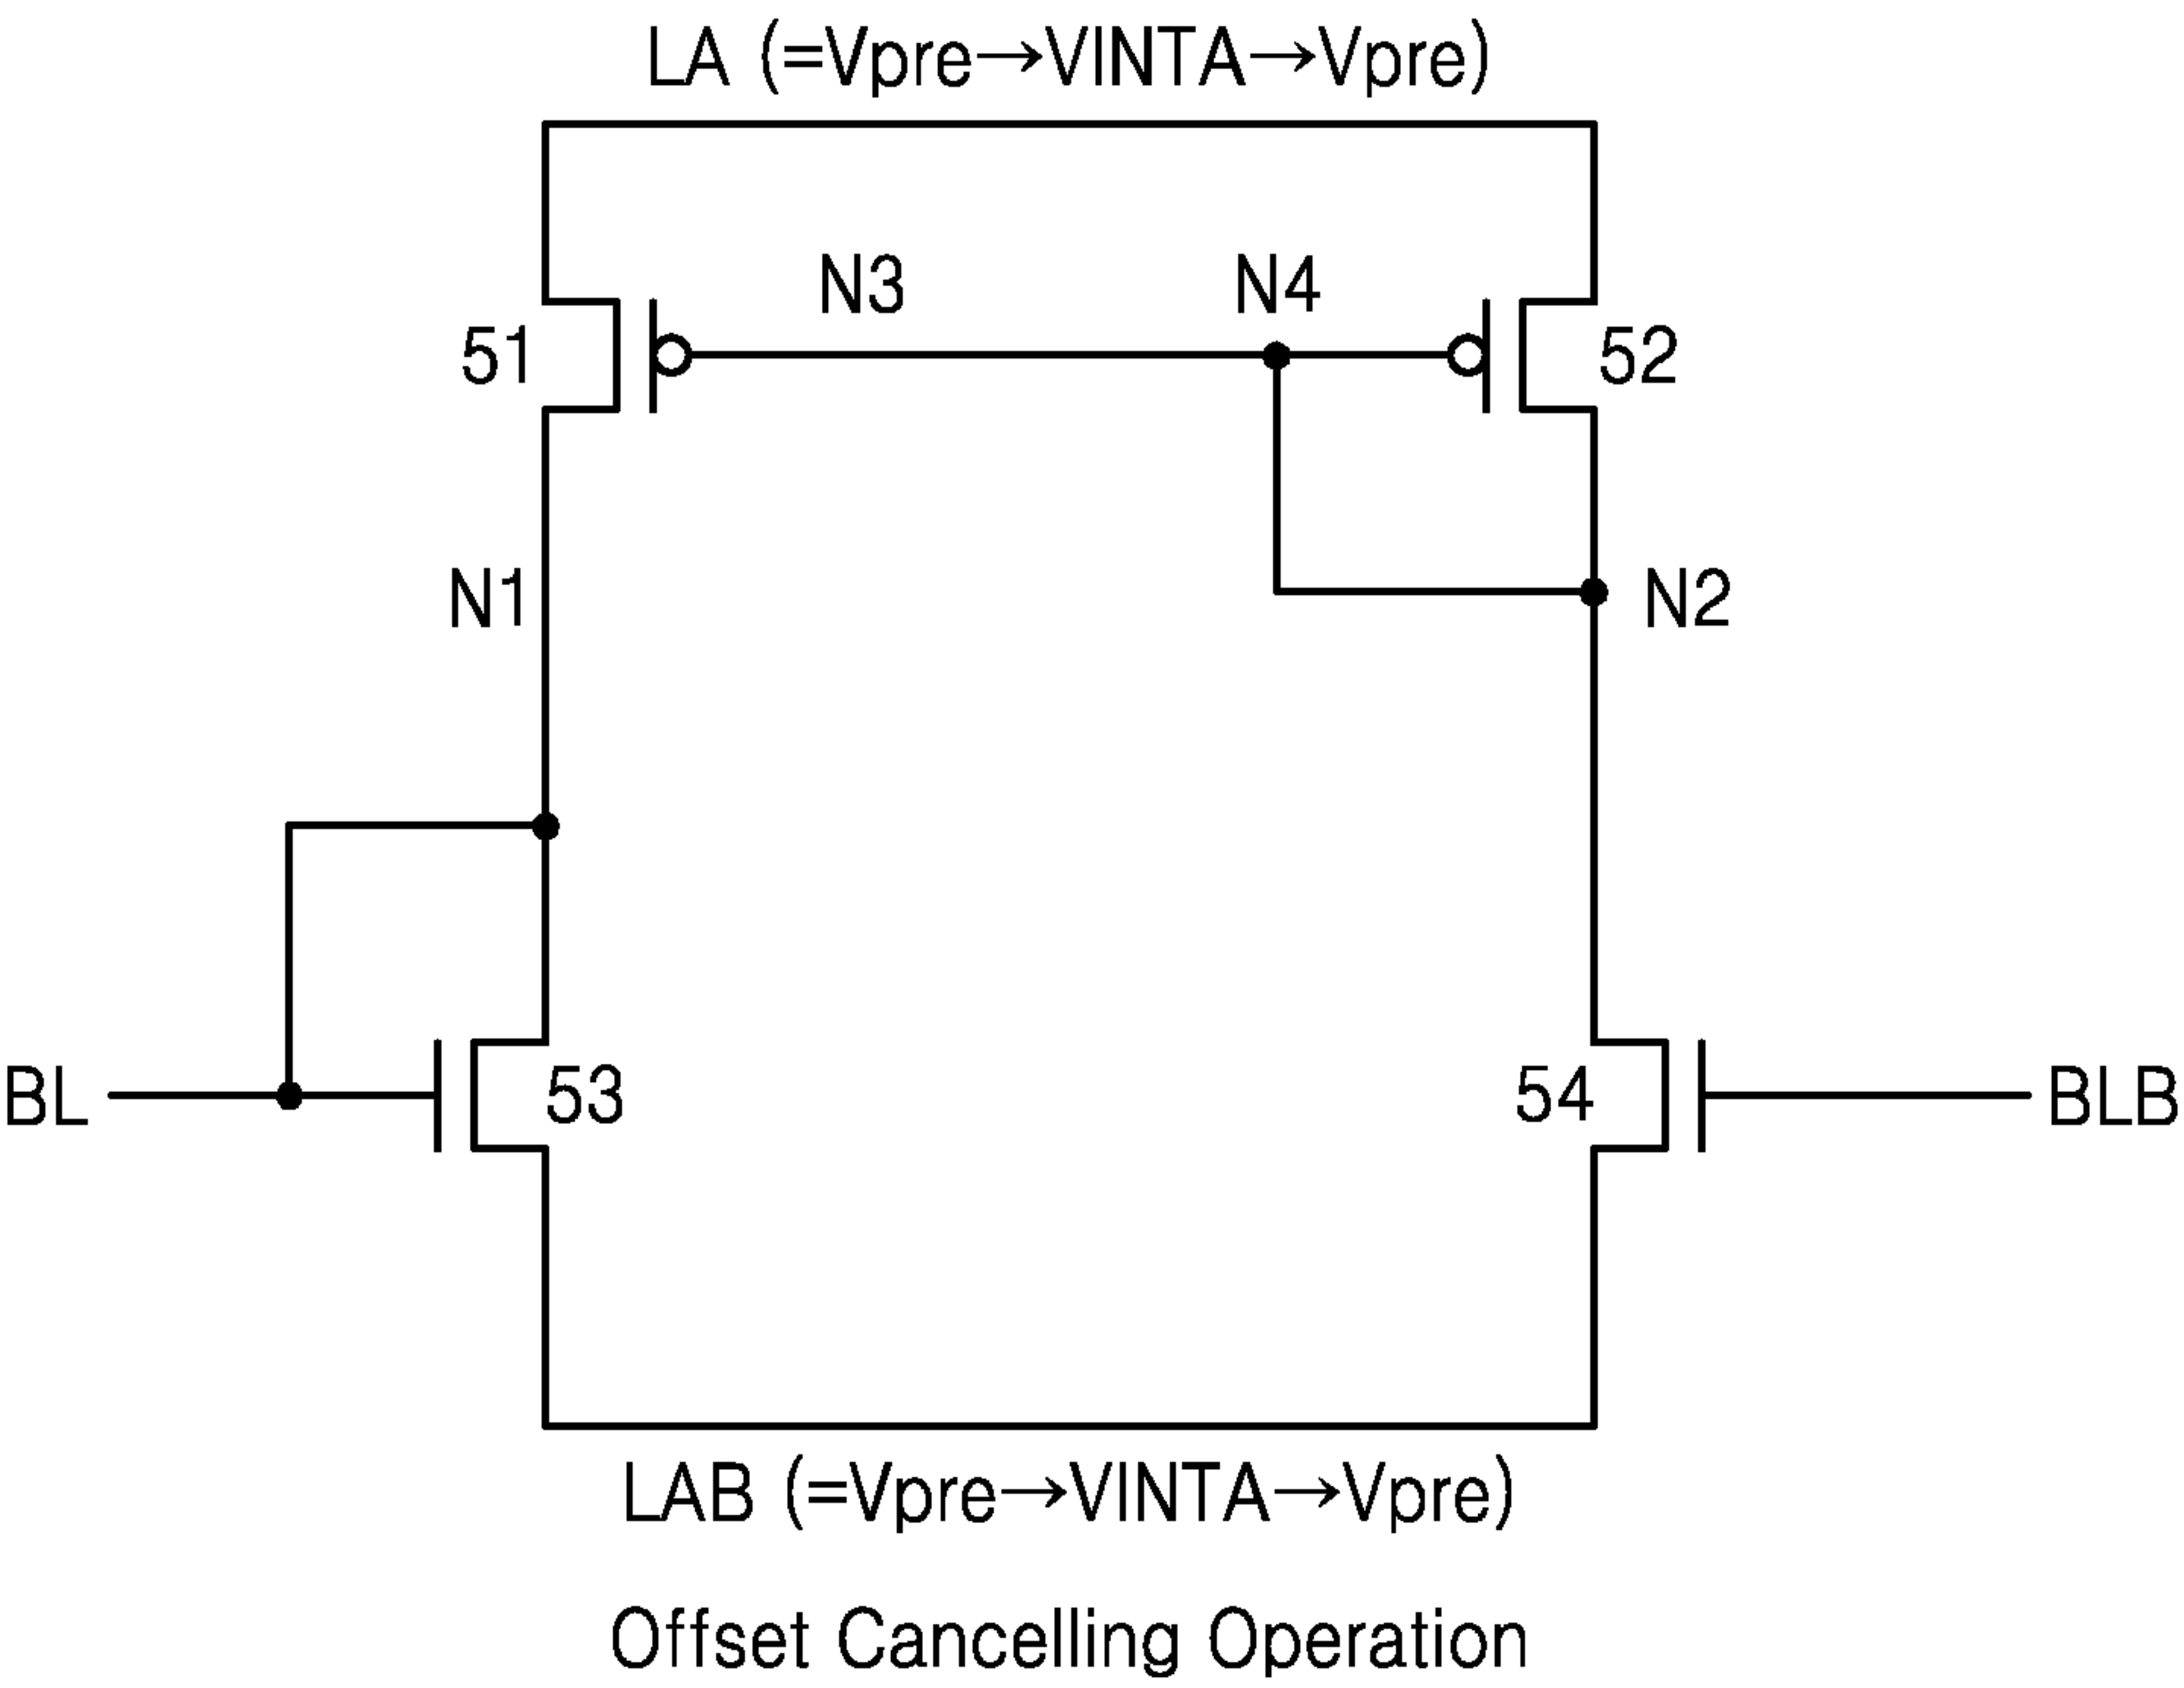 LA (=Vpre→VINTA→Vpre)
N3 N4
51 52
N1 N2
BL 53 54 BLB
LAB (=Vpre→VINTA→Vpre)
Offset Cancelling Operation